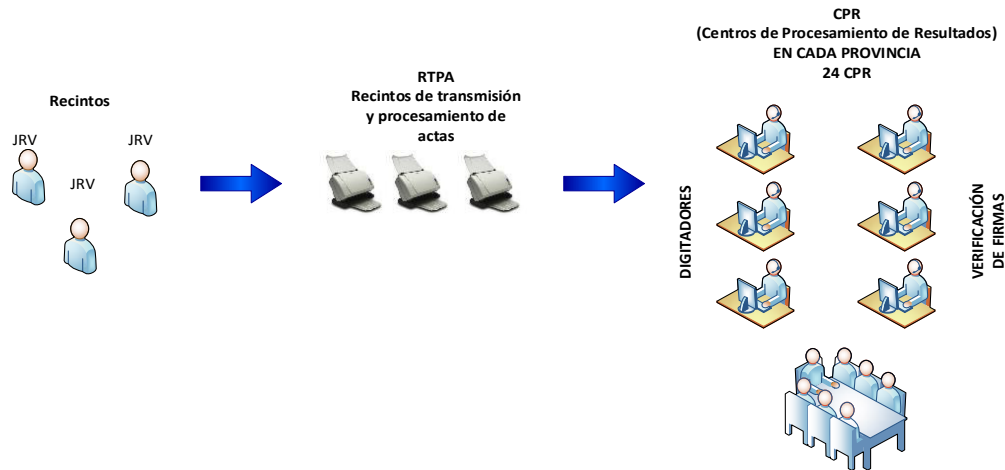 Recintos
JRV
JRV
JRV
RTPA
Recintos de transmisión
y procesamiento de
actas
CPR
(Centros de Procesamiento de Resultados)
EN CADA PROVINCIA
24 CPR
DIGITADORES
VERIFICACIÓN
DE FIRMAS